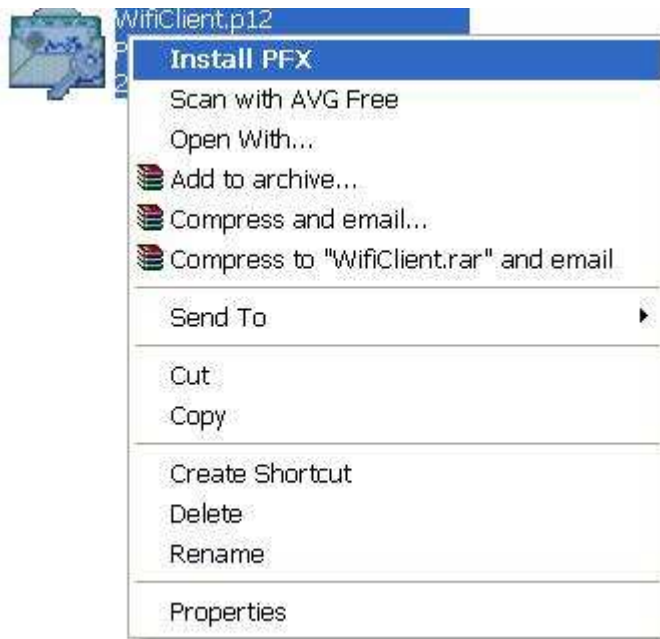 WifiClient.p12
Install PFX
Scan with AVG Free
Open With...
Add to archive...
Compress and email...
Compress to "WifiClient.rar" and email
Send To
Cut
Copy
Create Shortcut
Delete
Rename
Properties